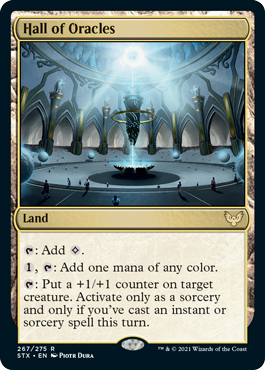 Hall of Oracles
Land
: Add .
, : Add one mana of any color.
: Put a +1/+1 counter on target
creature. Activate only as a sorcery
and only if you've cast an instant or
sorcery spell this turn.
267/275 R
STX • EN Piotr Dura
™ & © 2021 Wizards of the Coast